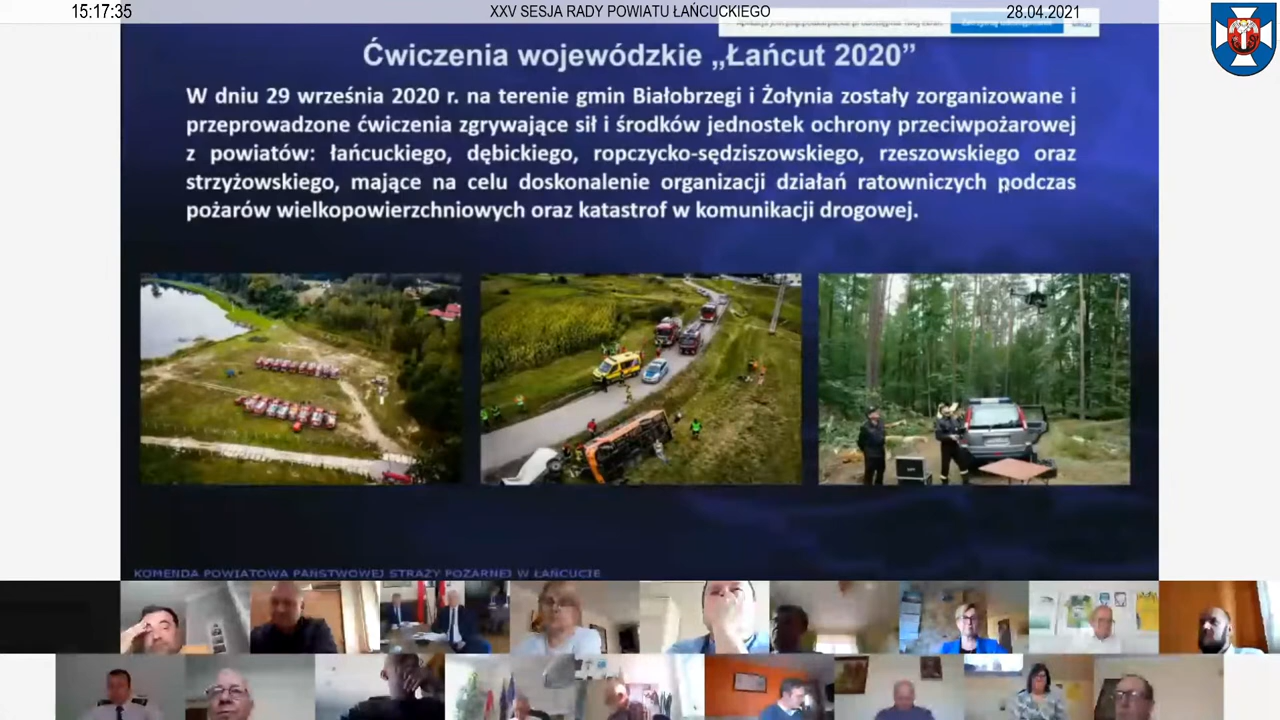 15:17:35
XXV SESJA RADY POWIATU ŁAŃCUCKIEGO
28.04.2021
Ćwiczenia wojewódzkie „Łańcut 2020”
W dniu 29 września 2020 r. na terenie gmin Białobrzegi i Żołynia zostały zorganizowane i
przeprowadzone ćwiczenia zgrywające sił i środków jednostek ochrony przeciwpożarowej
z powiatów: łańcuckiego, dębickiego, ropczycko-sędziszowskiego, rzeszowskiego oraz
strzyżowskiego, mające na celu doskonalenie organizacji działań ratowniczych podczas
pożarów wielkopowierzchniowych oraz katastrof w komunikacji drogowej.
KOMENDA POWIATOWA PAŃSTWOWEJ STRAŻY POŻARNEJ W ŁAŃCUCIE